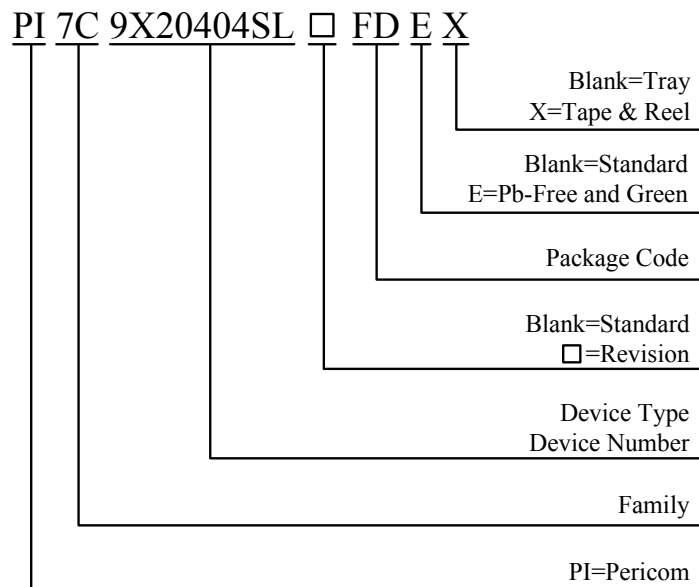 PI 7C 9X20404SL □ FD E X
Blank=Tray
X=Tape & Reel
Blank=Standard
E=Pb-Free and Green
Package Code
Blank=Standard
□=Revision
Device Type
Device Number
Family
PI=Pericom